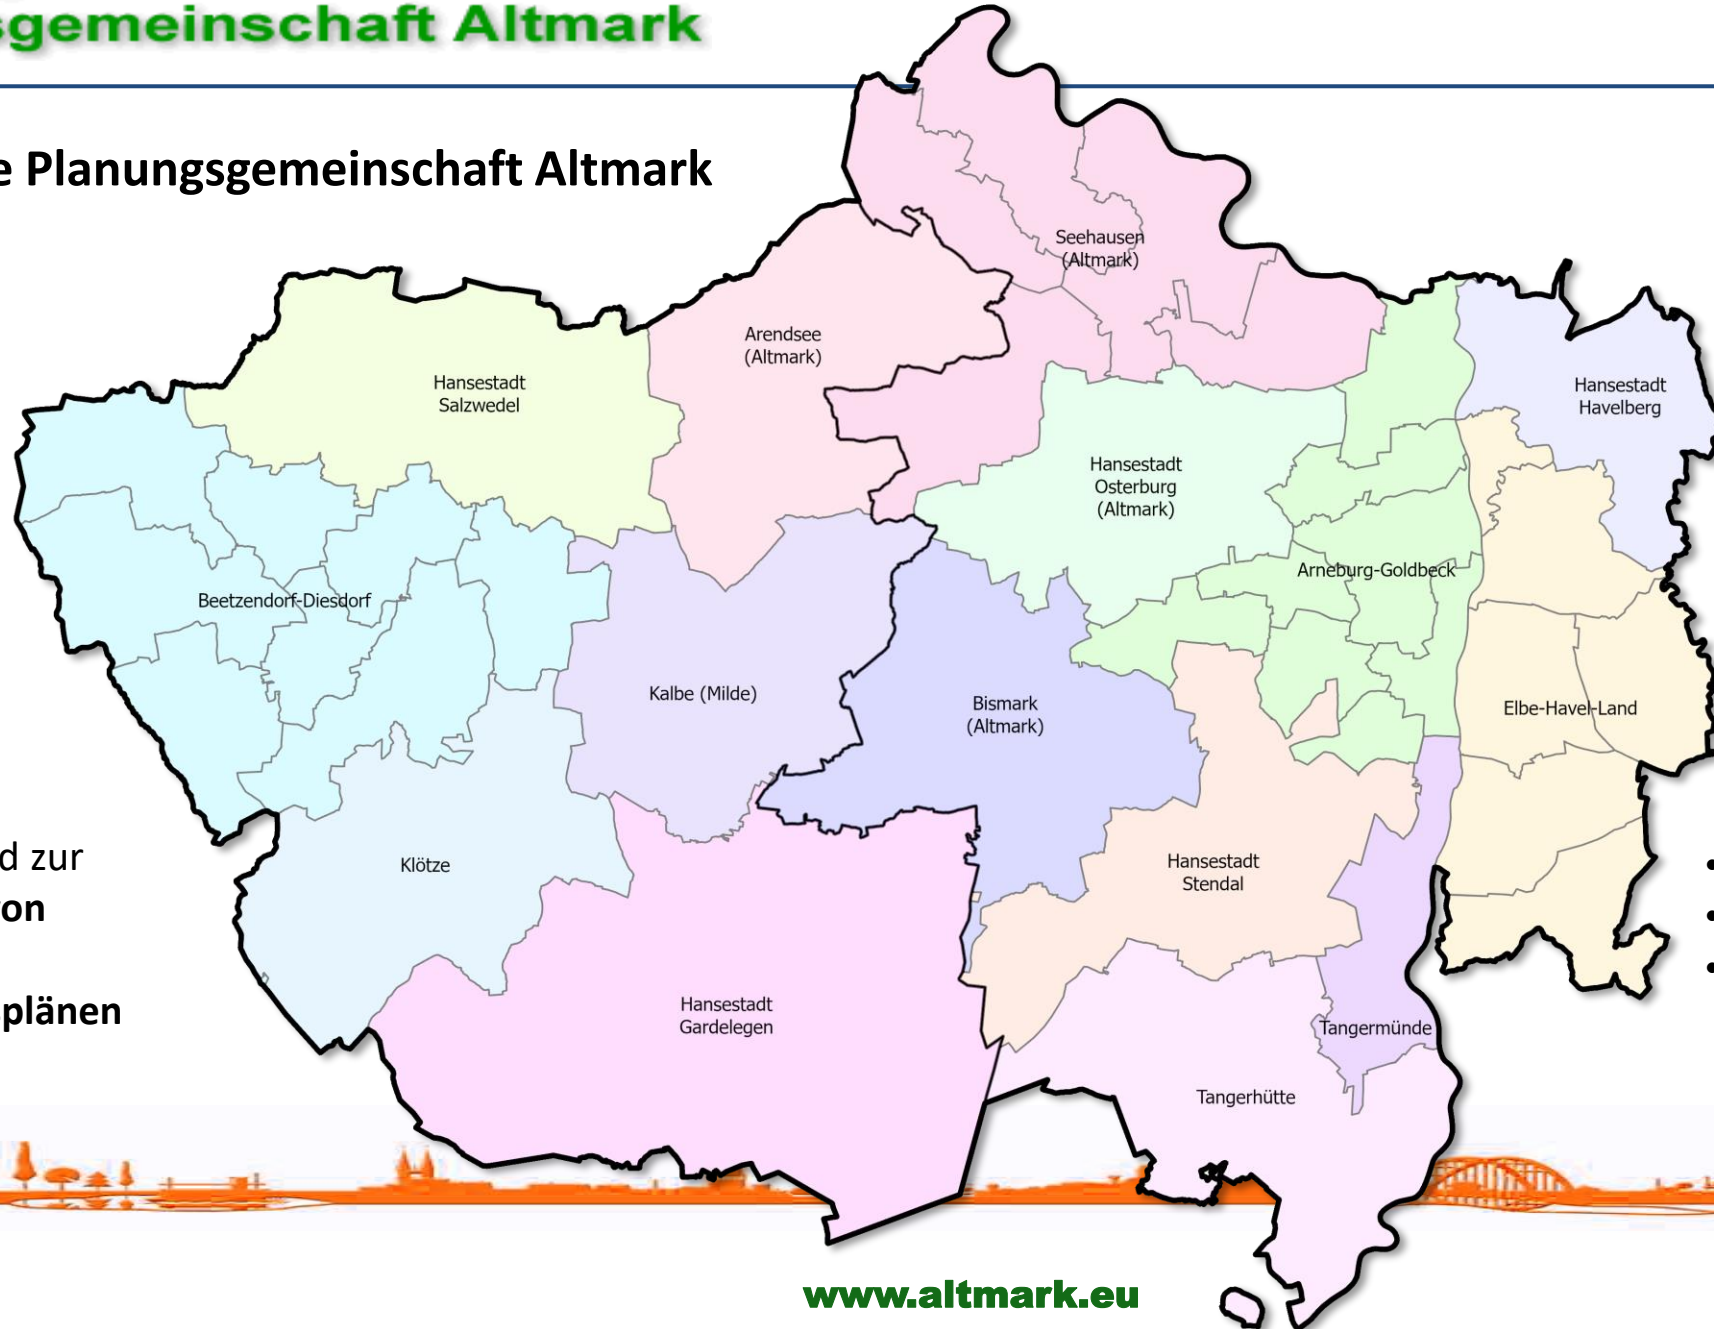 sgemeinschaft Altmark
e Planungsgemeinschaft Altmark
Seehausen
(Altmark)
Arendsee
(Altmark)
Hansestadt
Salzwedel
Hansestadt
Havelberg
Hansestadt
Osterburg
(Altmark)
Arneburg-Goldbeck
Beetzendorf-Diesdorf
Kalbe (Milde)
Bismark
(Altmark)
Elbe-Havel-Land
Klötze
Hansestadt
Stendal
Hansestadt
Gardelegen
Tangermünde
Tangerhütte
d zur
on
plänen
•
•
•
www.altmark.eu